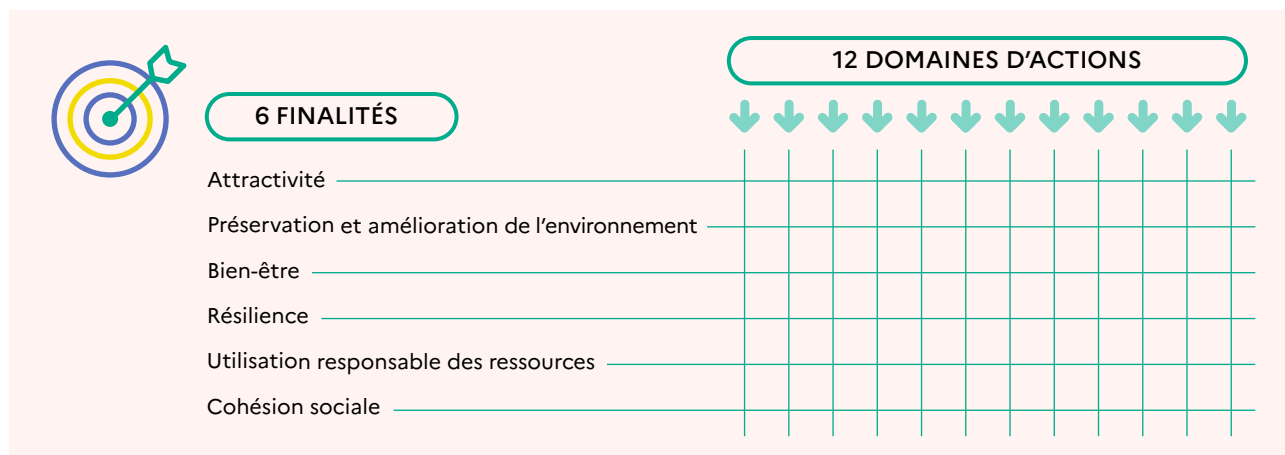 12 DOMAINES D’ACTIONS
6 FINALITÉS
Attractivité
Préservation et amélioration de l’environnement
Bien-être
Résilience
Utilisation responsable des ressources
Cohésion sociale